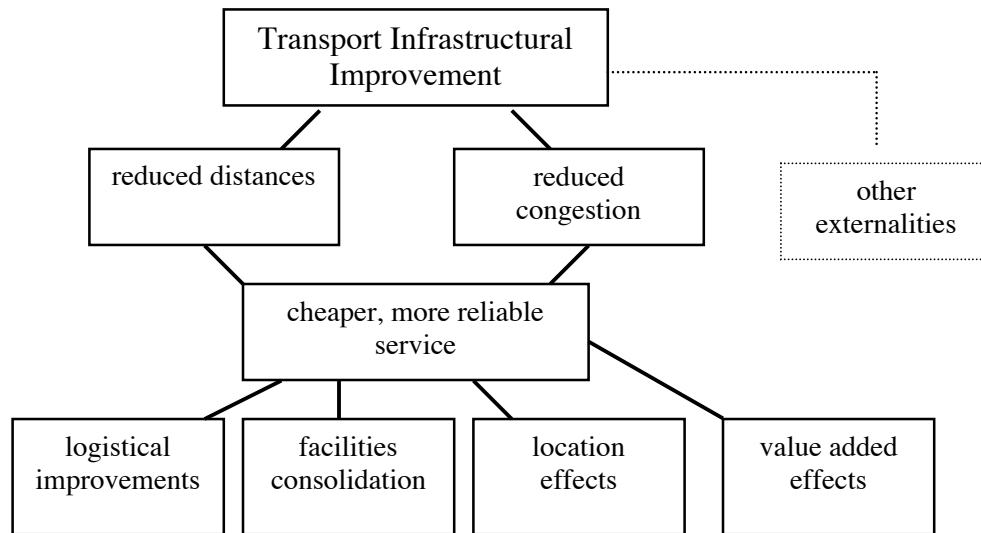 Transport Infrastructural
Improvement
reduced distances
reduced
congestion
other
externalities
cheaper, more reliable
service
logistical
improvements
facilities
consolidation
location
effects
value added
effects